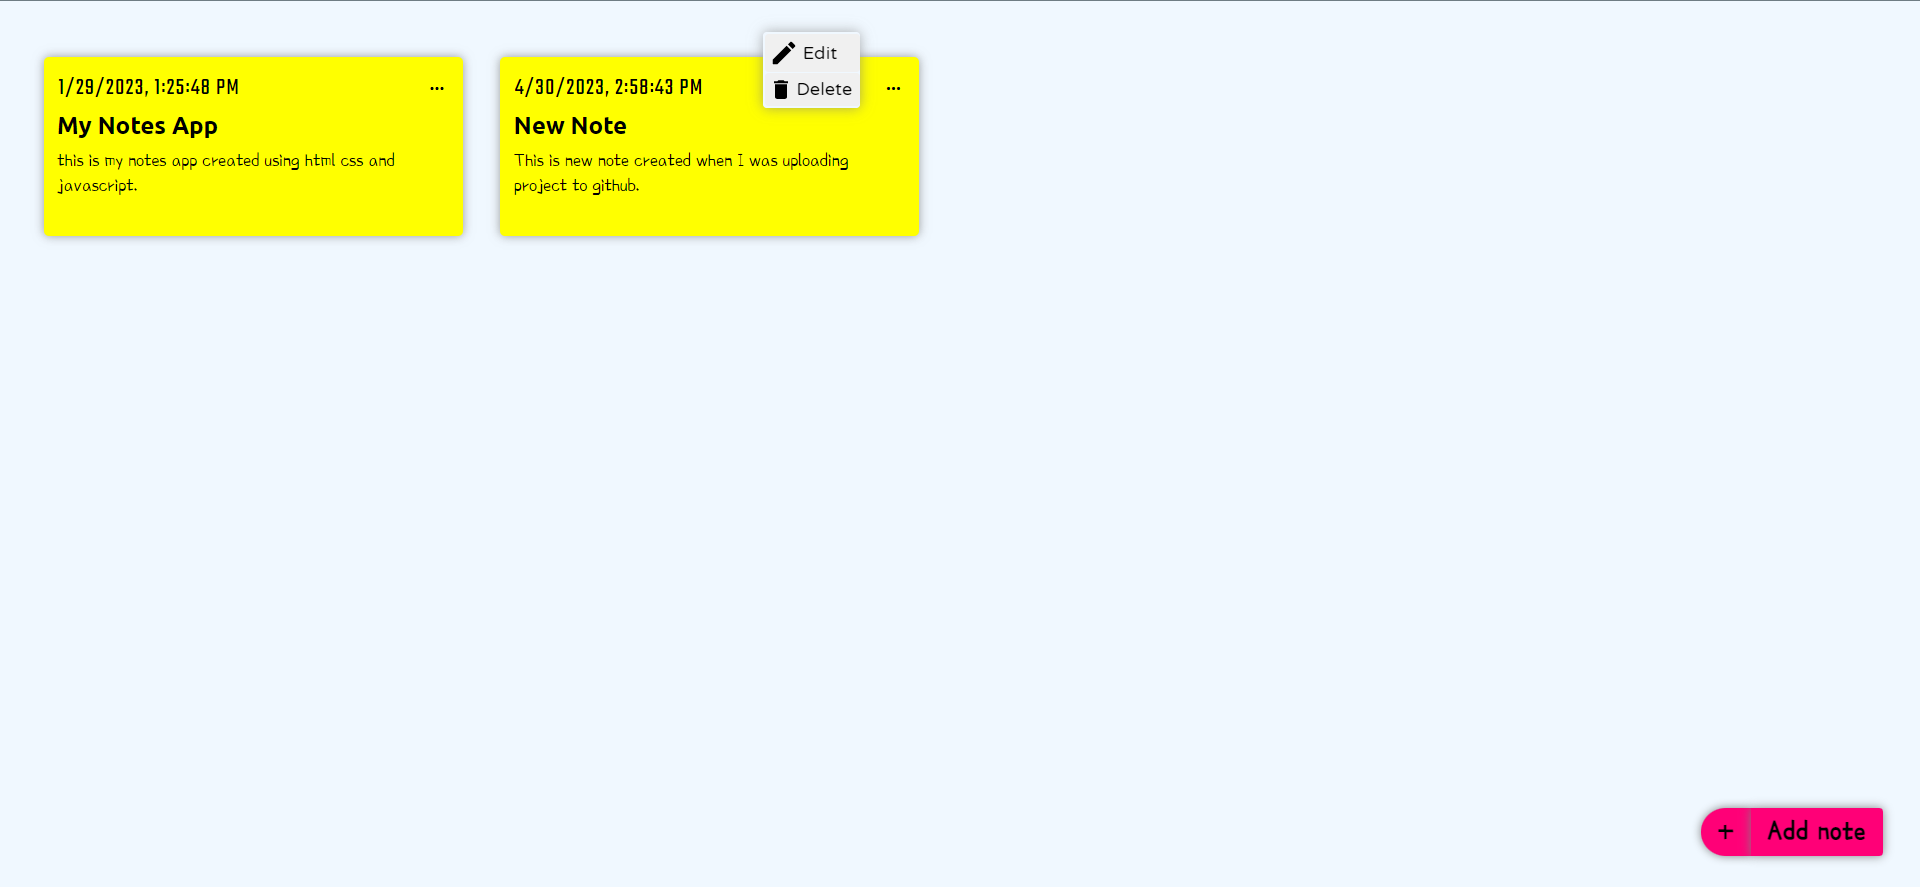 1/29/2023, 1:25:48 PM
My Notes App
this is my notes app created using html css and
javascript.
4/30/2023, 2:58:43 PM
New Note
This is new note created when I was uploading
project to github.
Edit
Delete
+ Add note